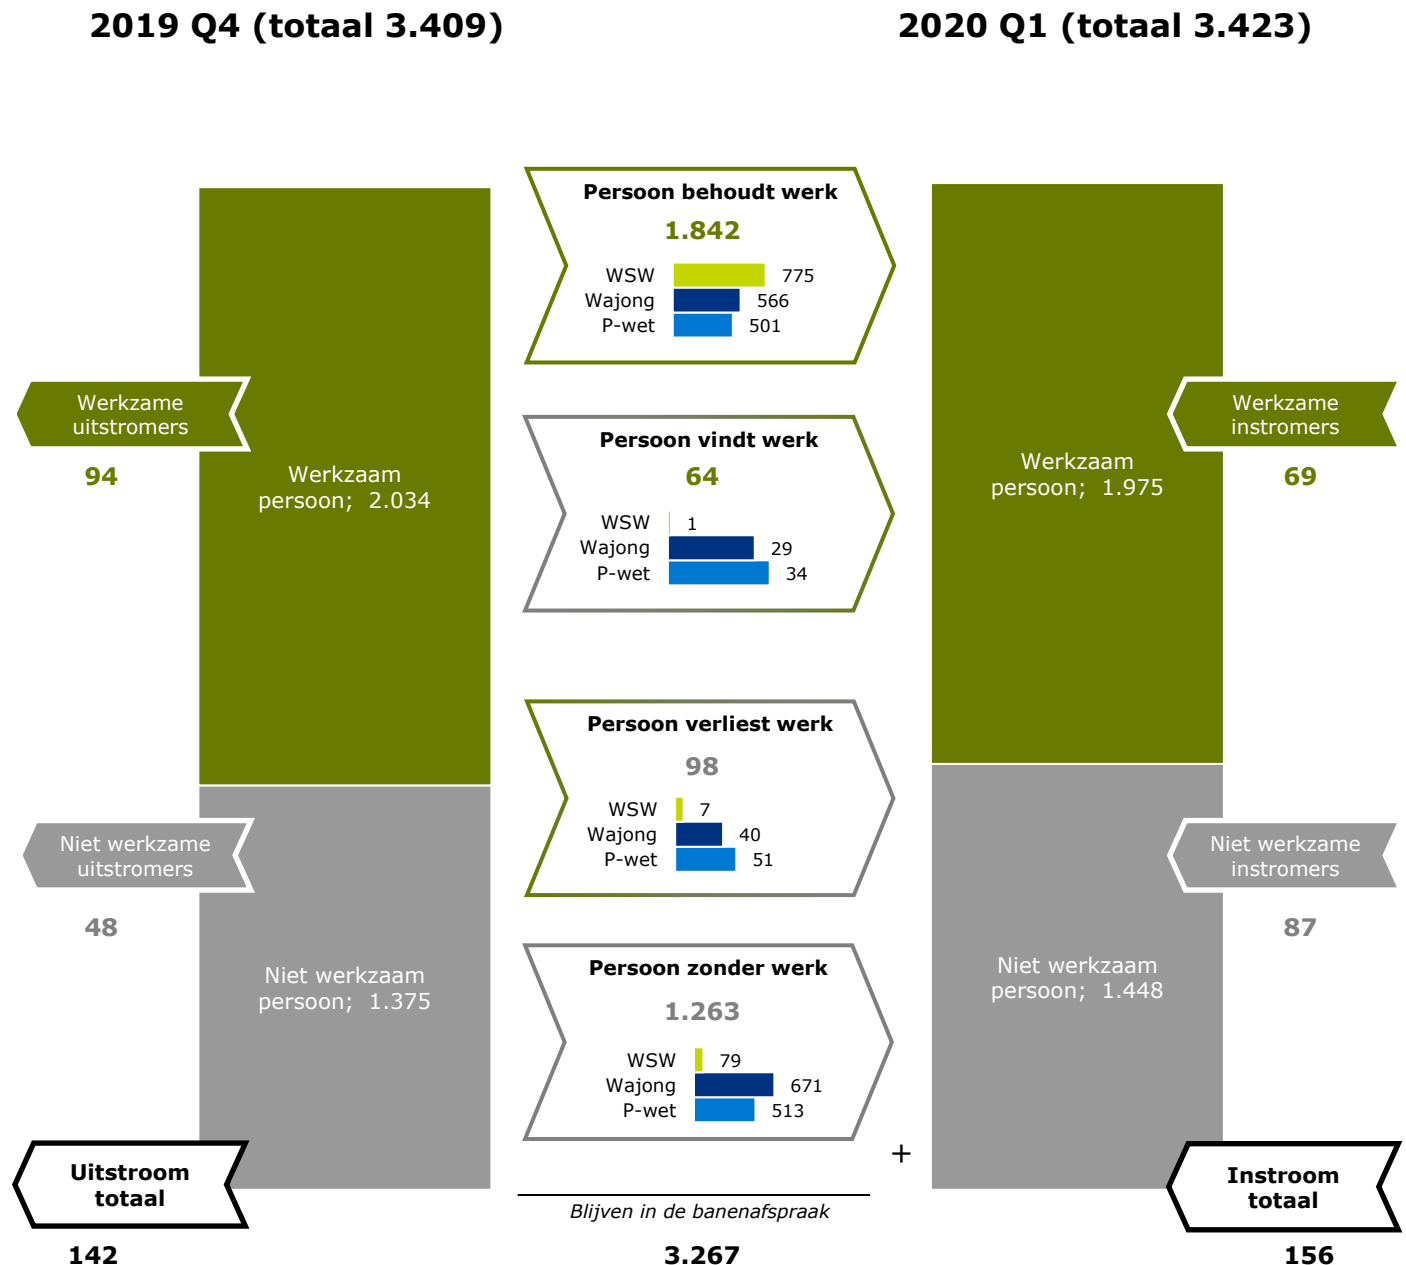 2019 Q4 (totaal 3.409)
2020 Q1 (totaal 3.423)
Persoon behoudt werk
1.842
WSW 775
Wajong 566
P-wet 501
Werkzame
uitstromers
94
Werkzaam
persoon; 2.034
Persoon vindt werk
64
WSW 1
Wajong 29
P-wet 34
Werkzaam
persoon; 1.975
Werkzame
instromers
69
Persoon verliest werk
98
WSW 7
Wajong 40
P-wet 51
Niet werkzame
uitstromers
48
Niet werkzaam
persoon; 1.375
Persoon zonder werk
1.263
WSW 79
Wajong 671
P-wet 513
Niet werkzaam
persoon; 1.448
Niet werkzame
instromers
87
+
Uitstroom
totaal
142
Blijven in de banenafspraak
3.267
Instroom
totaal
156